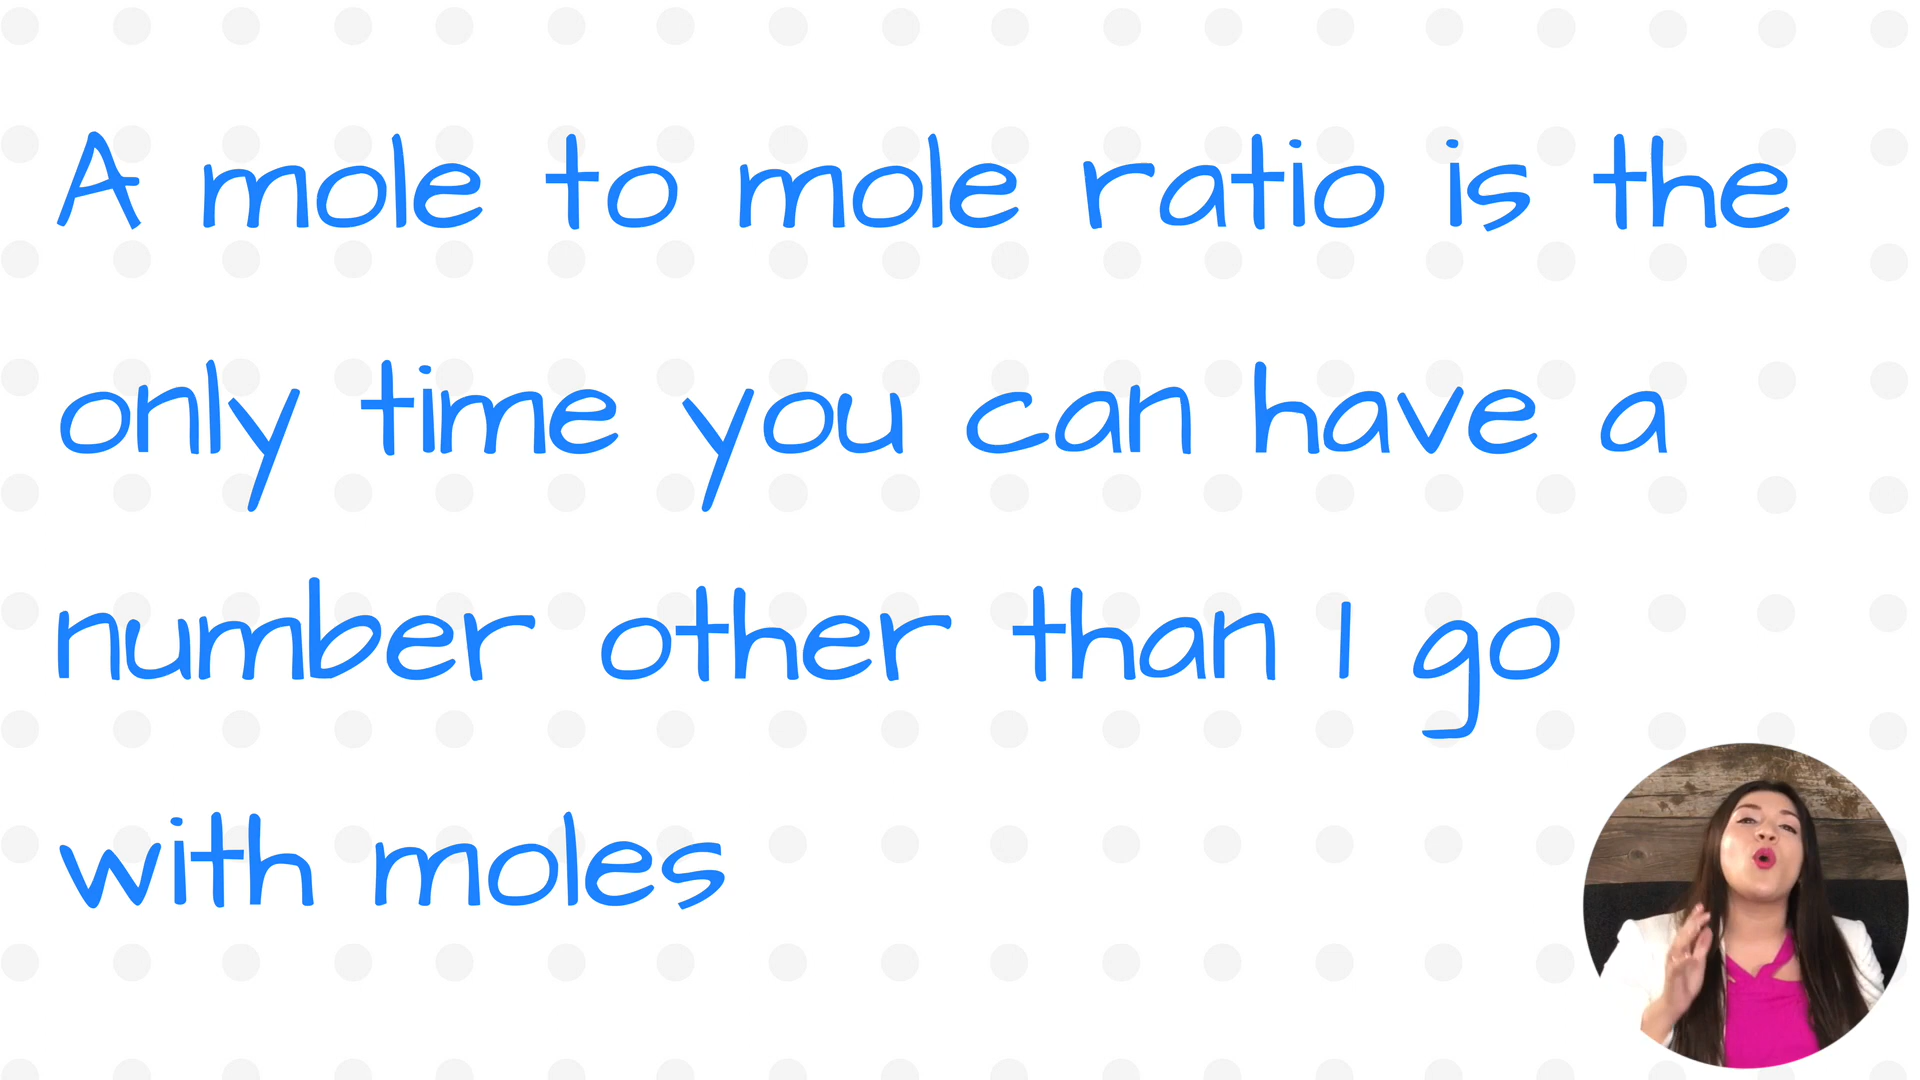 A mole to mole ratio is the
only time you can have a
number other than 1 go
with moles